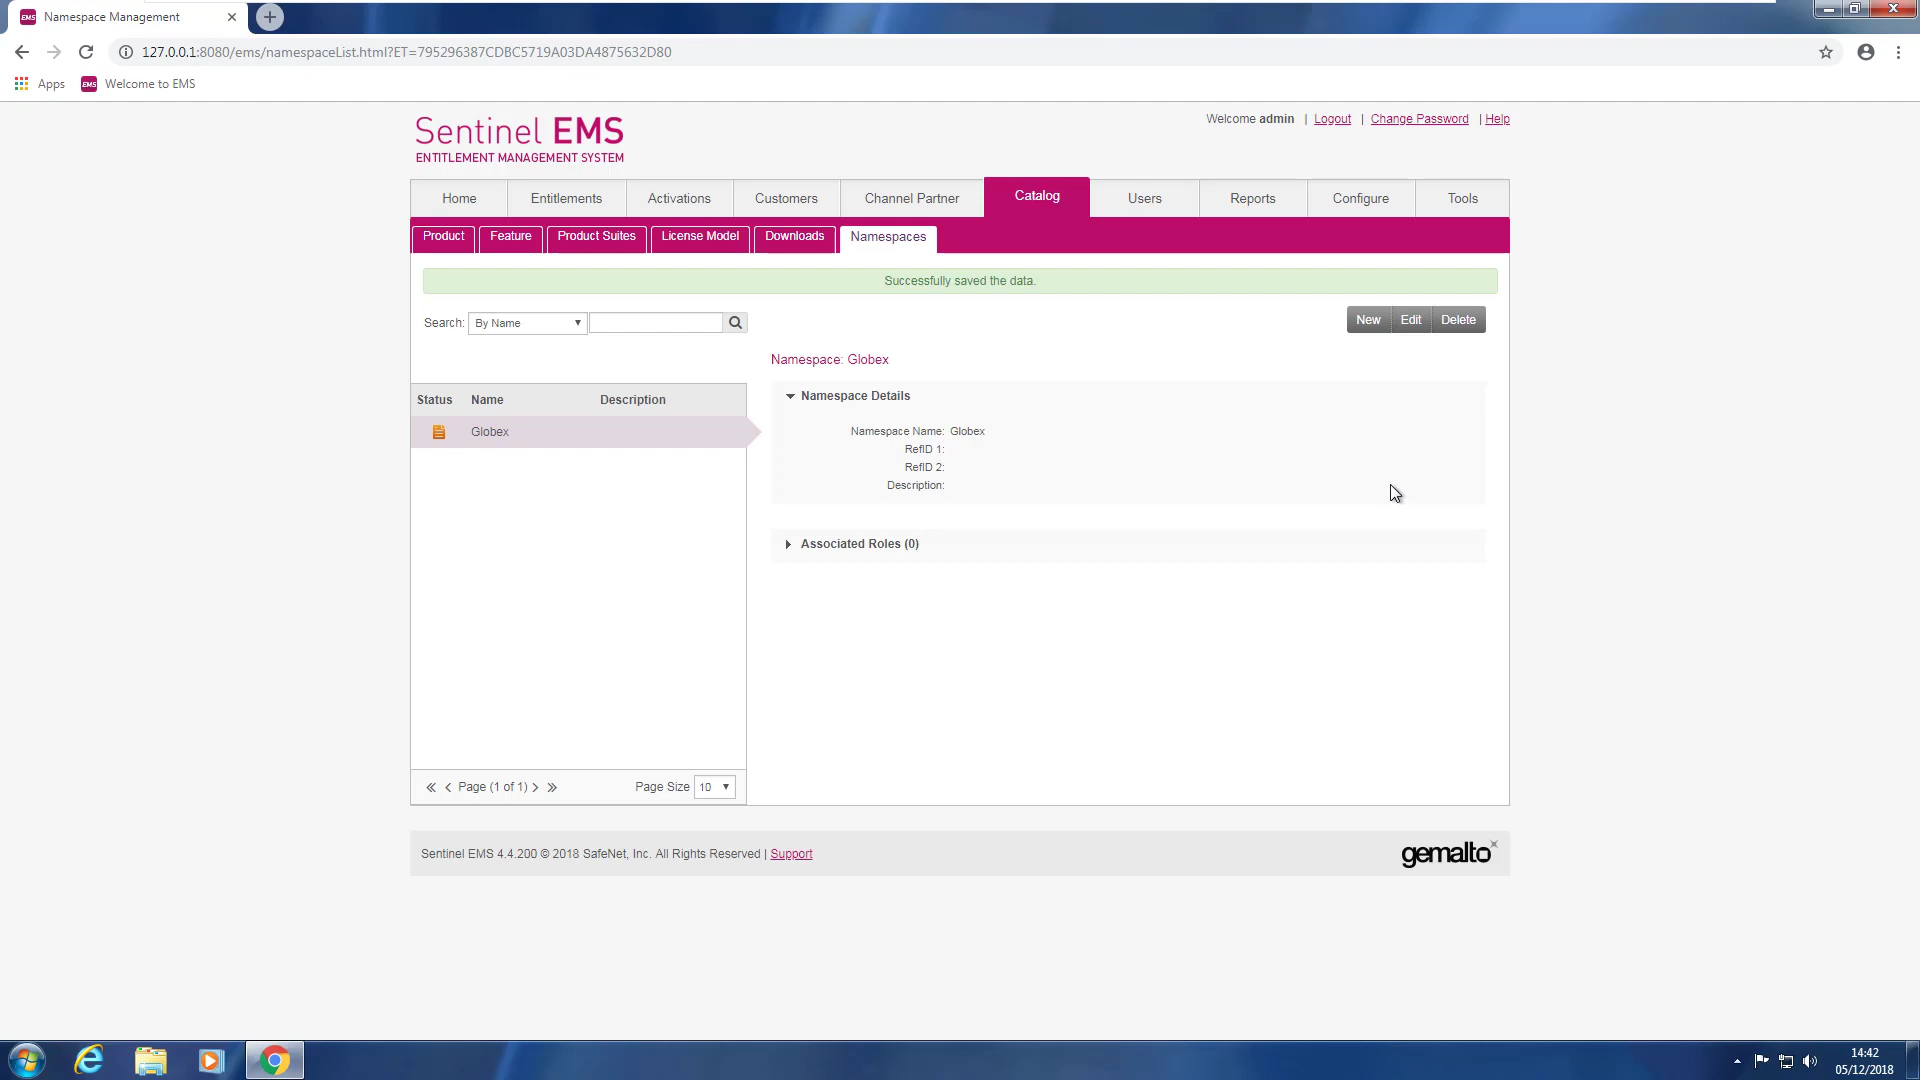 Namespace Management
127.0.0.1:8080/ems/namespaceList.html?ET=795296387CDBC5719A03DA4875632D80
Apps EMS Welcome to EMS
Sentinel EMS
ENTITLEMENT MANAGEMENT SYSTEM
Welcome admin | Logout | Change Password | Help
Home Entitlements Activations Customers Channel Partner Catalog Users Reports Configure Tools
Product Feature Product Suites License Model Downloads Namespaces
Successfully saved the data.
Search: By Name
New Edit Delete
Namespace: Globex
Status Name Description
Globex
Namespace Details
Namespace Name: Globex
RefID 1:
RefID 2:
Description:
Associated Roles (0)
Page (1 of 1) Page Size 10
Sentinel EMS 4.4.200 © 2018 SafeNet, Inc. All Rights Reserved | Support
gemalto
14:42
05/12/2018